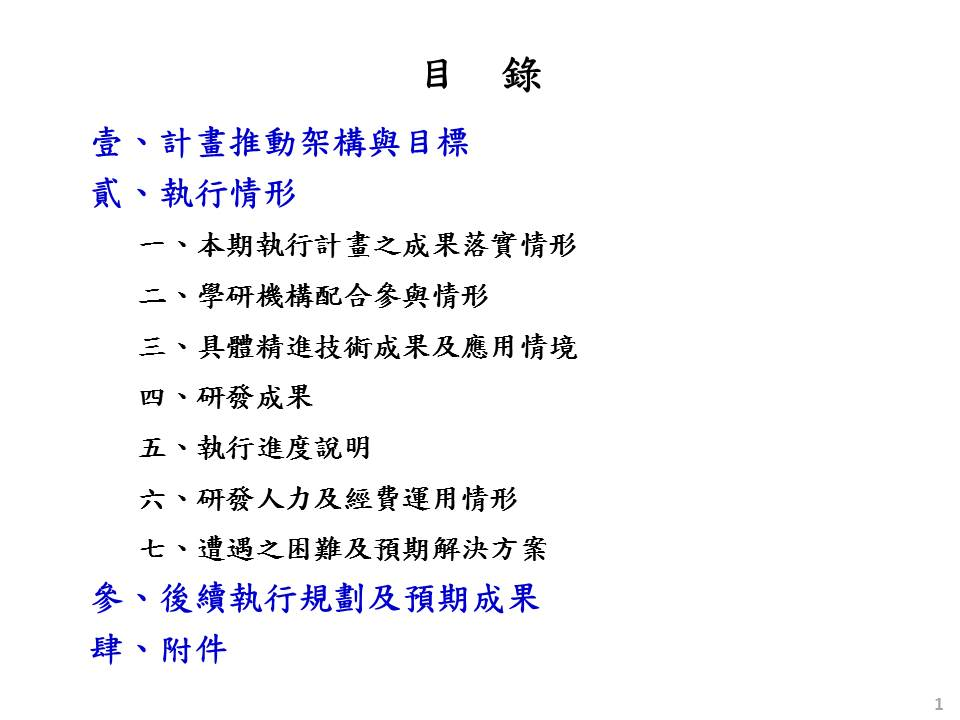 目 錄
壹、計畫推動架構與目標
貳、執行情形
一、本期執行計畫之成果落實情形
二、學研機構配合參與情形
三、具體精進技術成果及應用情境
四、研發成果
五、執行進度說明
六、研發人力及經費運用情形
七、遭遇之困難及預期解決方案
參、後續執行規劃及預期成果
肆、附件
1